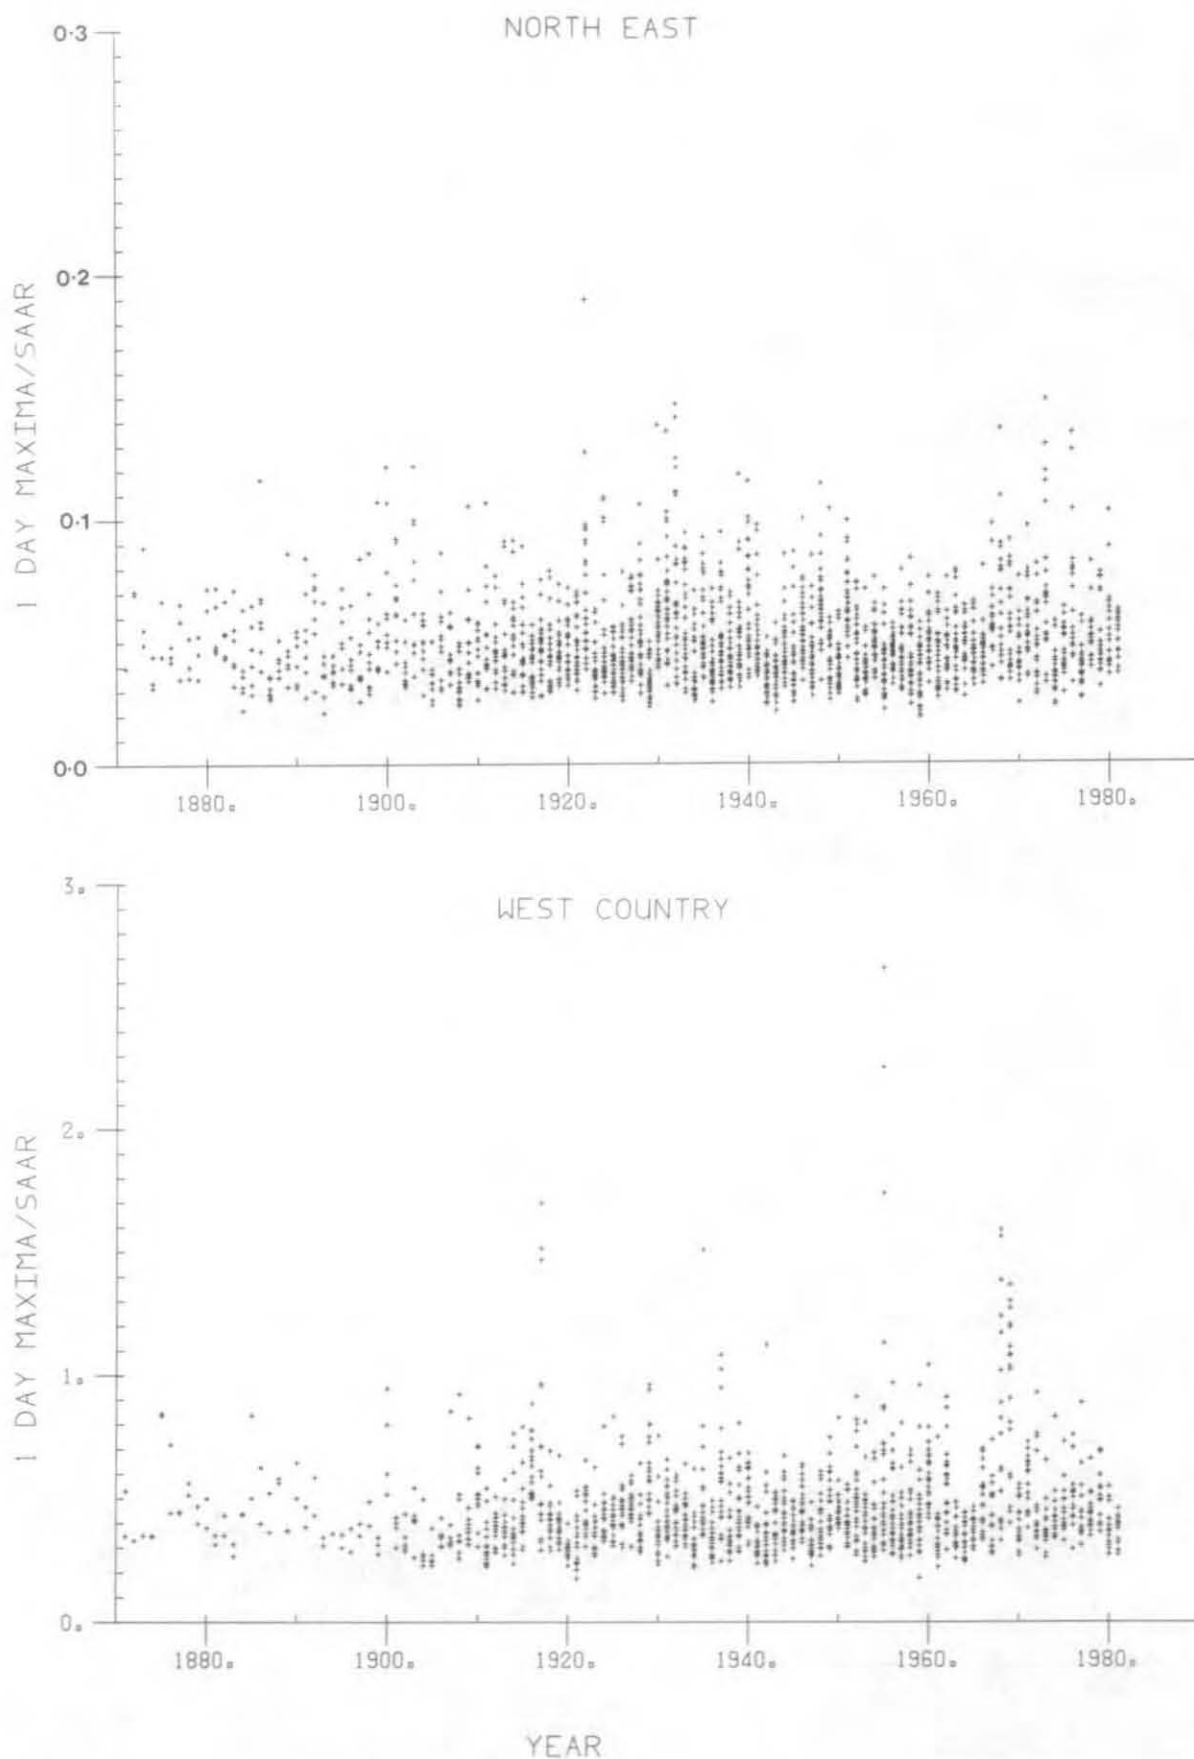 NORTH EAST
0·3
0·2
0·1
0·0
1 DAY MAXIMA/SAAR
1880. 1900. 1920. 1940. 1960. 1980.
WEST COUNTRY
3.
2.
1.
0.
1 DAY MAXIMA/SAAR
1880. 1900. 1920. 1940. 1960. 1980.
YEAR